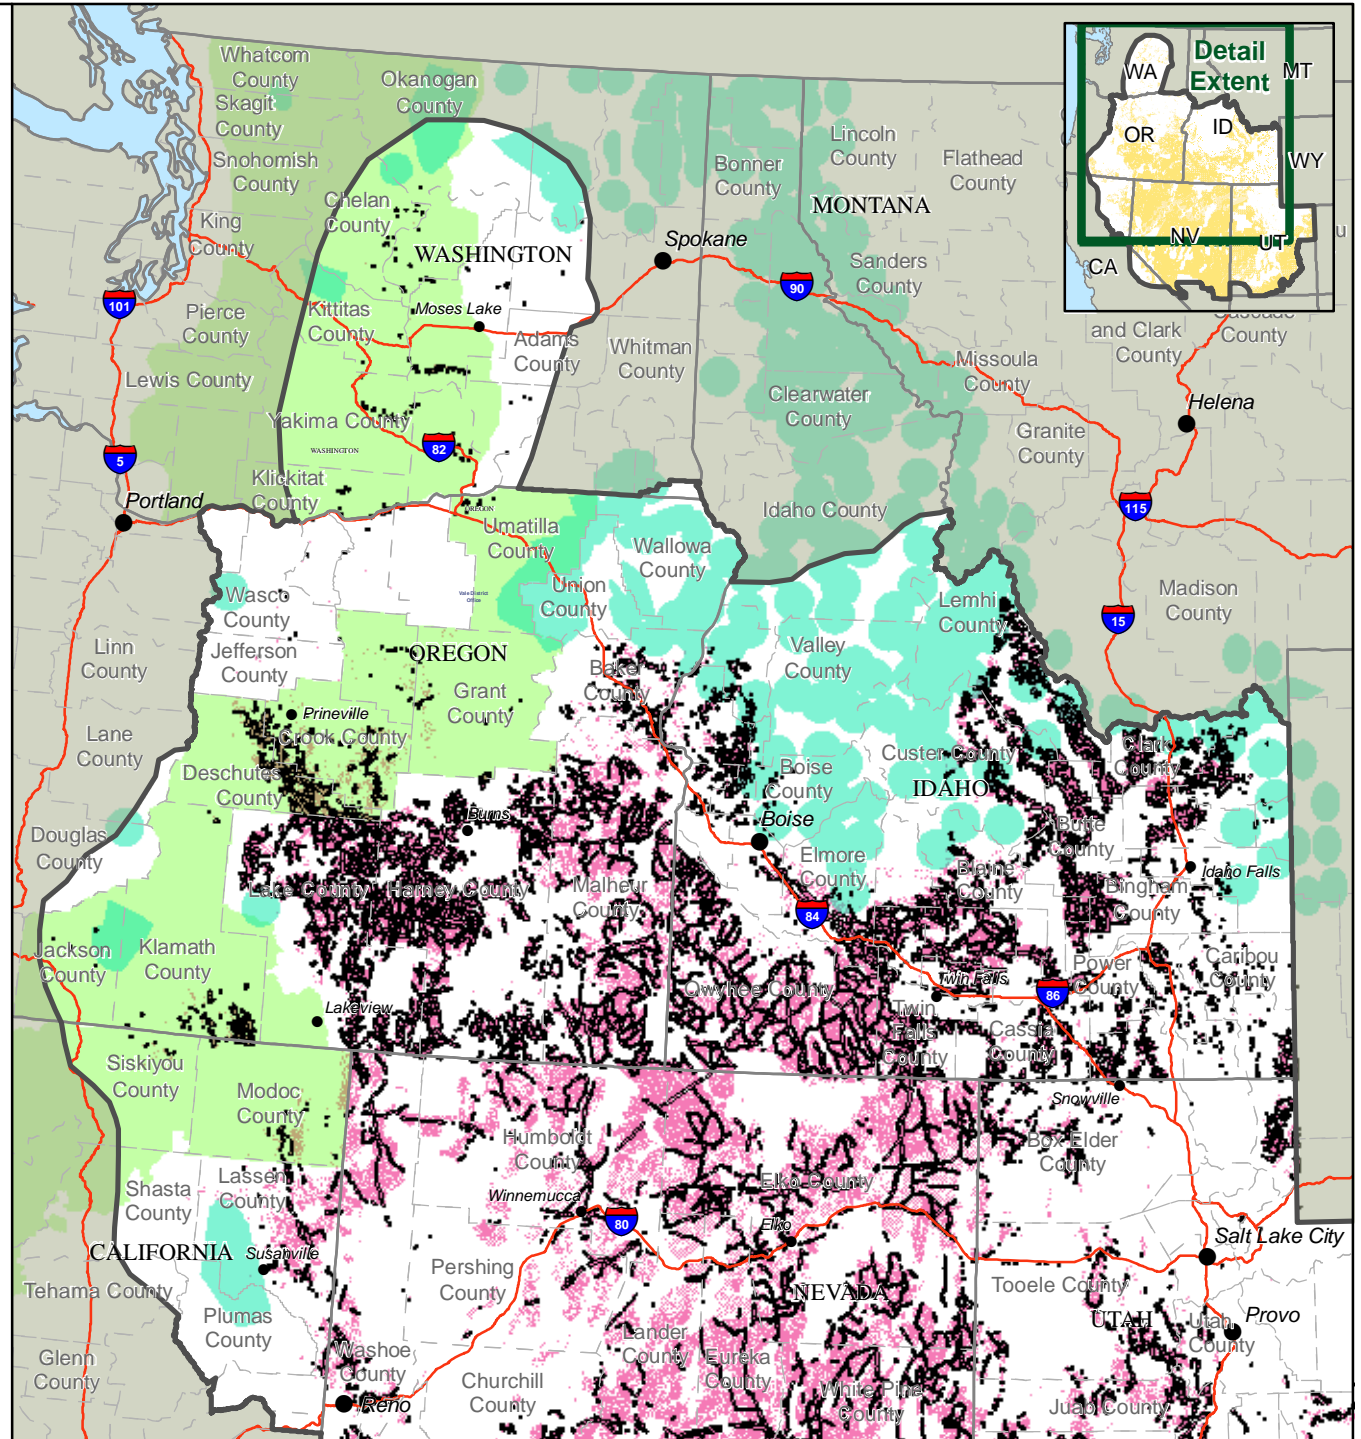 Whatcom
County
Skagit
County
Okanogan
County
Snohomish
County
King
County
Chelan
County
WASHINGTON
Spokane
Bonner
County
Lincoln
County
Flathead
County
MONTANA
Sanders
County
Detail
Extent
WA
MT
OR
ID
WY
NV
UT
CA
u
101
Pierce
County
Kittitas
County
Moses Lake
Adams
County
Whitman
County
90
Cascade
County
and Clark
County
Missoula
County
Lewis County
Yakima County
WASHINGTON
82
Clearwater
County
Helena
Granite
County
5
Klickitat
County
Portland
OREGON
Umatilla
County
Idaho County
115
Wallowa
County
Union
County
Vale District
Office
Wasco
County
Lemhi
County
Madison
County
15
Linn
County
Jefferson
County
OREGON
Valley
County
Baker
County
Grant
County
Prineville
Crook County
Lane
County
Deschutes
County
Custer County
Clark
County
Boise
County
IDAHO
Burns
Boise
Douglas
County
Butte
County
Elmore
County
Blaine
County
Idaho Falls
Bingham
County
Lake County
Harney County
Malheur
County
84
Jackson
County
Klamath
County
Owyhee County
Twin Falls
Power
County
Caribou
County
86
Lakeview
Twin
Falls
County
Cassia
County
Siskiyou
County
Modoc
County
Snowville
Humboldt
County
Box Elder
County
Lassen
County
Shasta
County
Elko County
Winnemucca
80
Elko
CALIFORNIA
Susanville
Salt Lake City
Pershing
County
Tooele County
Tehama County
NEVADA
Plumas
County
UTAH
Utah
County
Provo
Lander
County
Eureka
County
Washoe
County
Glenn
County
Churchill
County
White Pine
County
Juab County
Reno